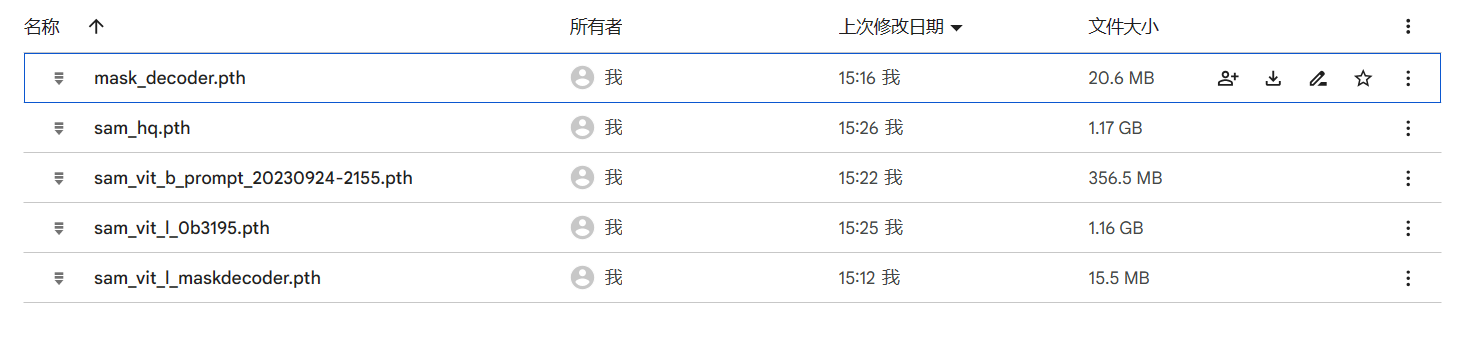 名称 所有者 上次修改日期 文件大小
mask_decoder.pth 我 15:16 我 20.6 MB
sam_hq.pth 我 15:26 我 1.17 GB
sam_vit_b_prompt_20230924-2155.pth 我 15:22 我 356.5 MB
sam_vit_l_0b3195.pth 我 15:25 我 1.16 GB
sam_vit_l_maskdecoder.pth 我 15:12 我 15.5 MB